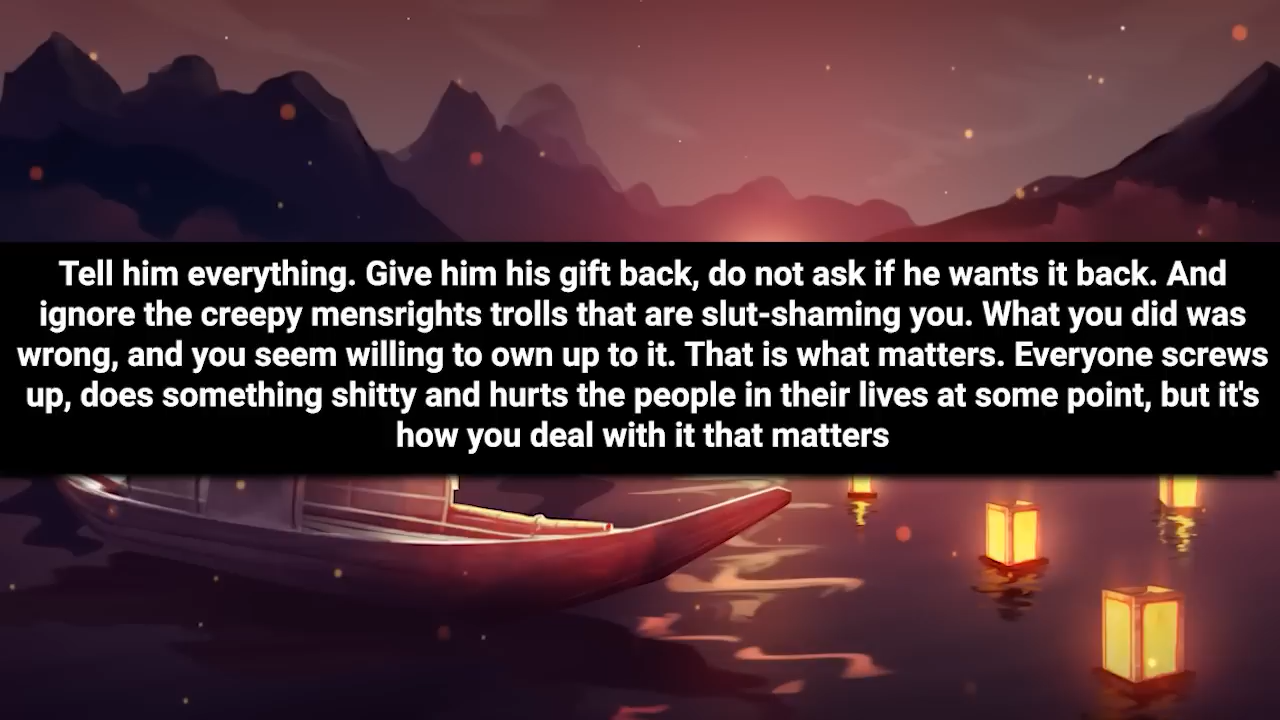 Tell him everything. Give him his gift back, do not ask if he wants it back. And
ignore the creepy mensrights trolls that are slut-shaming you. What you did was
wrong, and you seem willing to own up to it. That is what matters. Everyone screws
up, does something shitty and hurts the people in their lives at some point, but it's
how you deal with it that matters